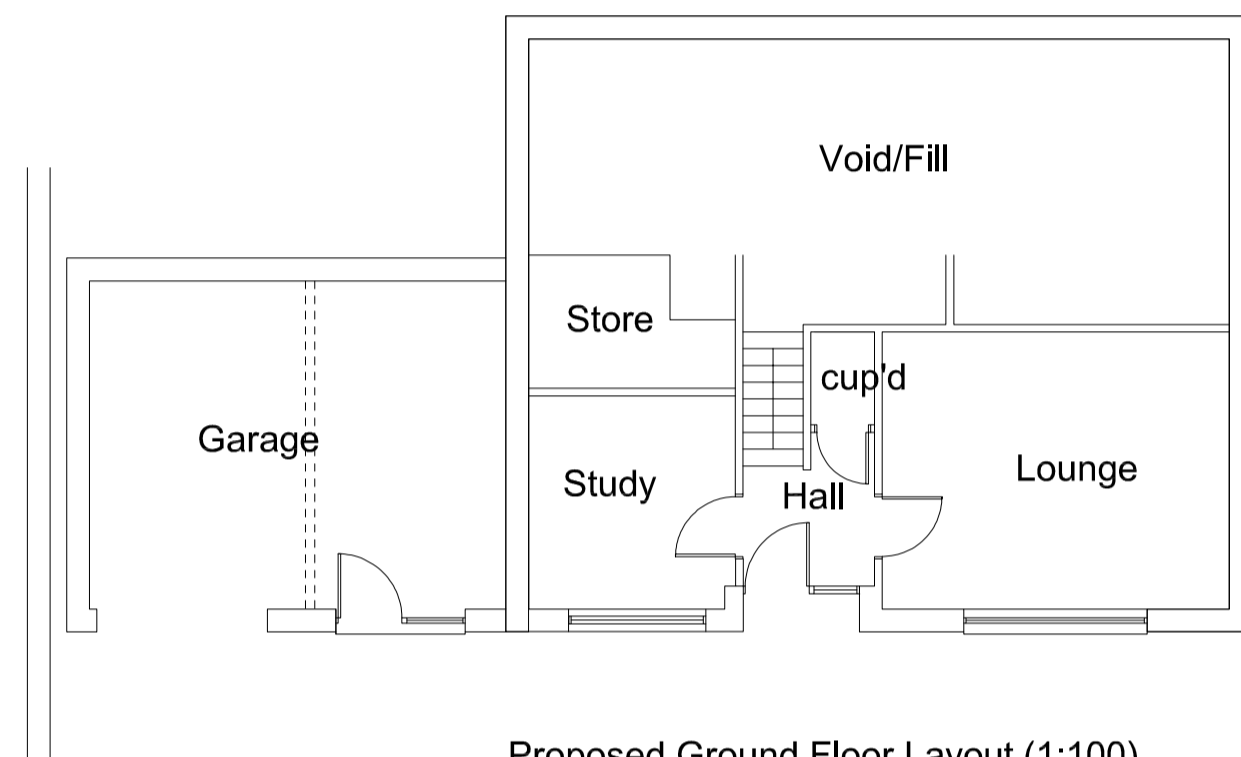 Void/Fill
Store
cup'd
Garage
Study
Hall
Lounge
Proposed Ground Floor Layout (1:100)